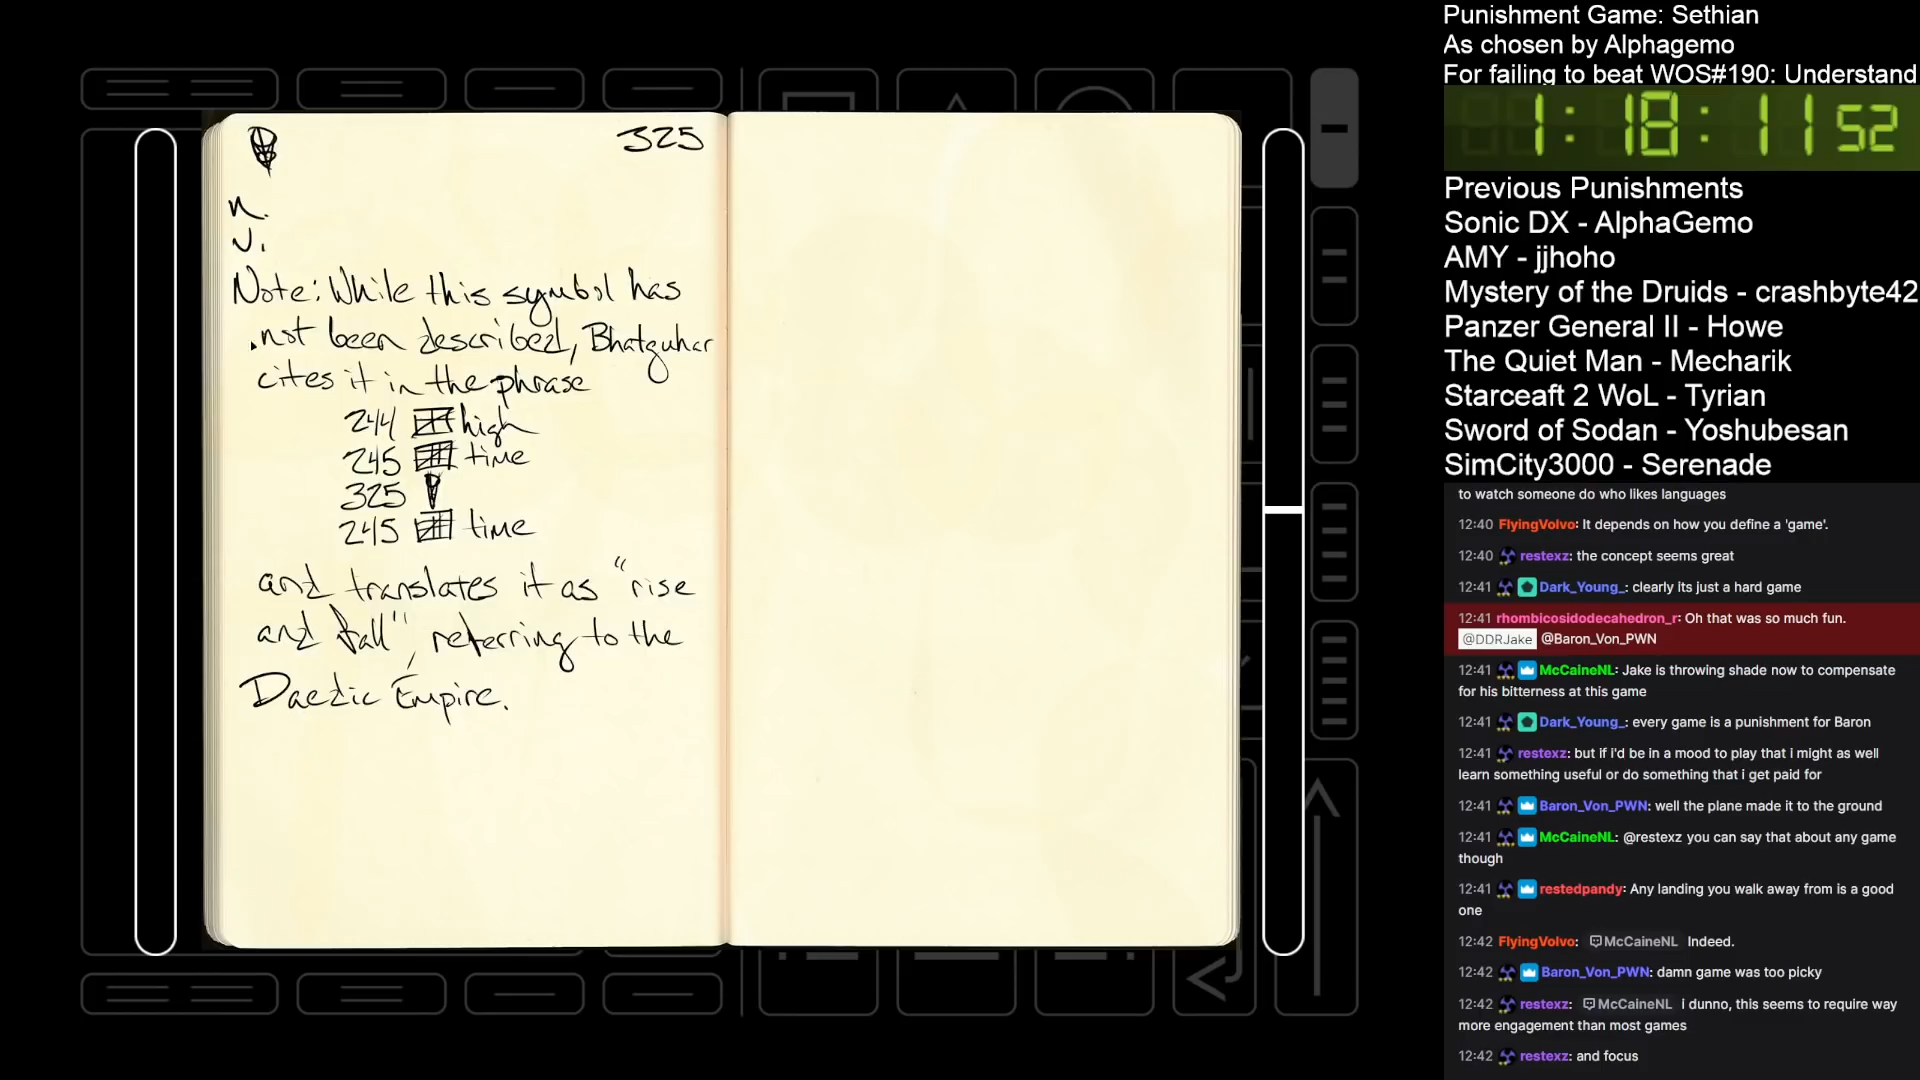 325
n.
v.
Note: While this symbol has
not been described, Bhatguhar
cites it in the phrase
244 high
245 time
325
245 time
and translates it as "rise
and fall", referring to the
Daedic Empire.
Punishment Game: Sethian
As chosen by Alphagemo
For failing to beat WOS#190: Understand
1:18:11 52
Previous Punishments
Sonic DX - AlphaGemo
AMY - jjhoho
Mystery of the Druids - crashbyte42
Panzer General II - Howe
The Quiet Man - Mecharik
Starceaft 2 WoL - Tyrian
Sword of Sodan - Yoshubesan
SimCity3000 - Serenade
to watch someone do who likes languages
12:40 FlyingVolvo: It depends on how you define a 'game'.
12:40 restexz: the concept seems great
12:41 Dark_Young_: clearly its just a hard game
12:41 rhombicosidodecahedron_r: Oh that was so much fun.
@DDRJake @Baron_Von_PWN
12:41 McCaineNL: Jake is throwing shade now to compensate
for his bitterness at this game
12:41 Dark_Young_: every game is a punishment for Baron
12:41 restexz: but if i'd be in a mood to play that i might as well
learn something useful or do something that i get paid for
12:41 Baron_Von_PWN: well the plane made it to the ground
12:41 McCaineNL: @restexz you can say that about any game
though
12:41 restedpandy: Any landing you walk away from is a good
one
12:42 FlyingVolvo: McCaineNL Indeed.
12:42 Baron_Von_PWN: damn game was too picky
12:42 restexz: McCaineNL i dunno, this seems to require way
more engagement than most games
12:42 restexz: and focus